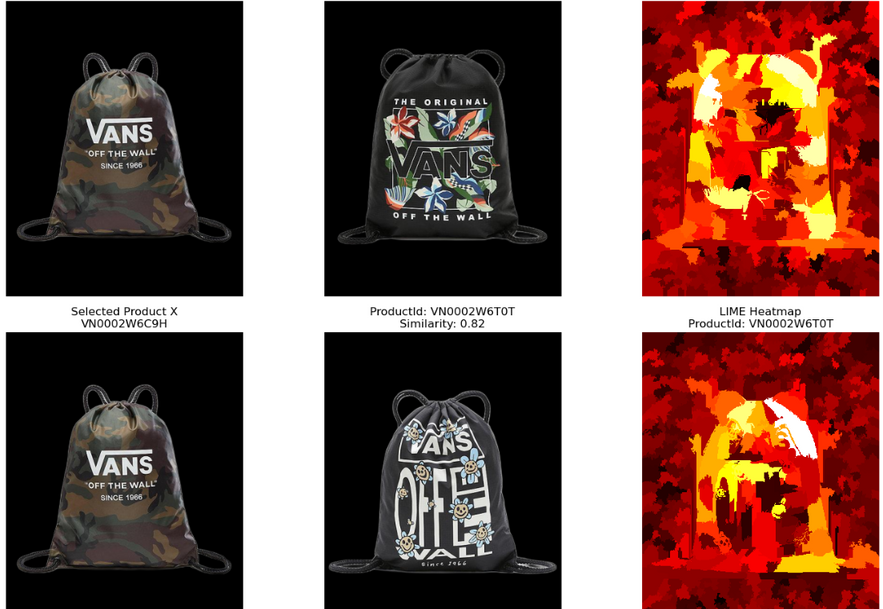 VANS
"OFF THE WALL"
SINCE 1966
THE ORIGINAL
VANS
OFF THE WALL
Selected Product X
VN0002W6C9H
ProductId: VN0002W6T0T
Similarity: 0.82
LIME Heatmap
ProductId: VN0002W6T0T
VANS
"OFF THE WALL"
SINCE 1966
VANS
OFF THE
WALL
Since 1966